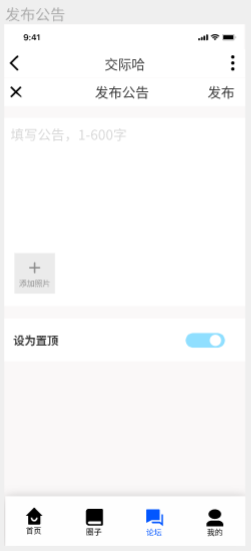 发布公告
9:41
交际哈
发布公告 发布
填写公告，1-600字
添加照片
设为置顶
首页 圈子 论坛 我的